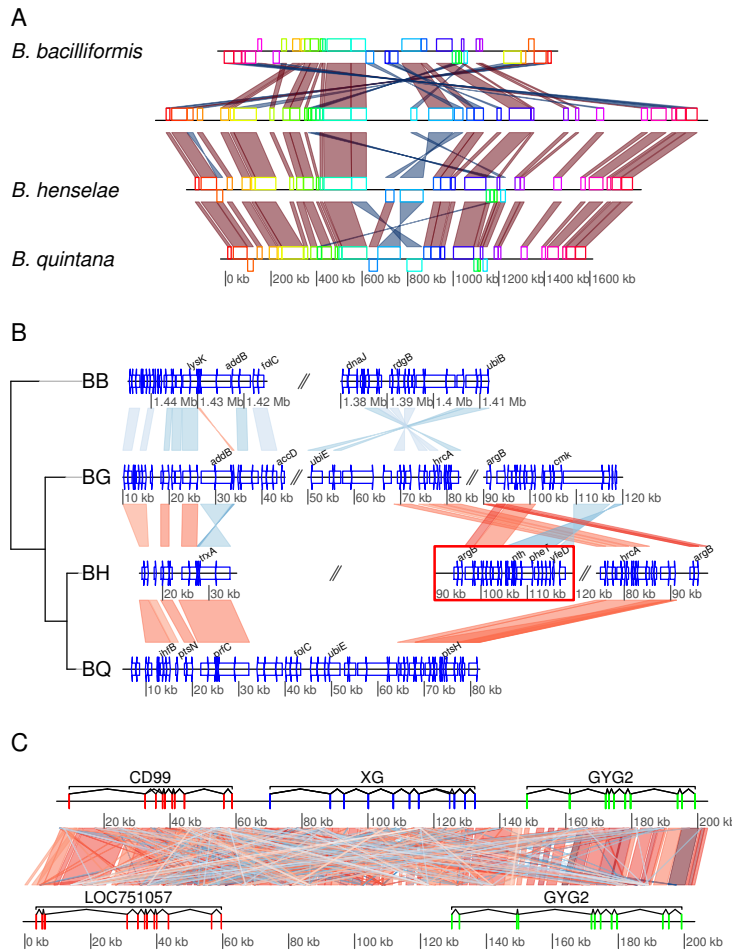 A
B. bacilliformis
B. henselae
B. quintana
0 kb 200 kb 400 kb 600 kb 800 kb 1000 kb 1200 kb 1400 kb 1600 kb
B
lysK addB folC // dnaJ rdgB ubiB
BB
1.44 Mb 1.43 Mb 1.42 Mb 1.38 Mb 1.39 Mb 1.4 Mb 1.41 Mb
addB accD // ubiE hrcA // argB cmk
BG
10 kb 20 kb 30 kb 40 kb 50 kb 60 kb 70 kb 80 kb 90 kb 100 kb 110 kb 120 kb
trxA // argB nth pheT yfeD // hrcA argB
BH
20 kb 30 kb 90 kb 100 kb 110 kb 120 kb 80 kb 90 kb
ihfB ptsN prfC folC ubiE ptsH
BQ
10 kb 20 kb 30 kb 40 kb 50 kb 60 kb 70 kb 80 kb
C
CD99 XG GYG2
20 kb 40 kb 60 kb 80 kb 100 kb 120 kb 140 kb 160 kb 180 kb 200 kb
LOC751057 GYG2
0 kb 20 kb 40 kb 60 kb 80 kb 100 kb 120 kb 140 kb 160 kb 180 kb 200 kb